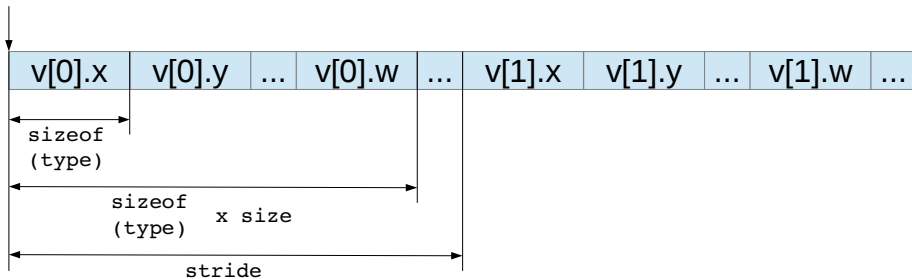 v[0].x v[0].y ... v[0].w ... v[1].x v[1].y ... v[1].w ...
sizeof
(type)
sizeof
(type) x size
stride